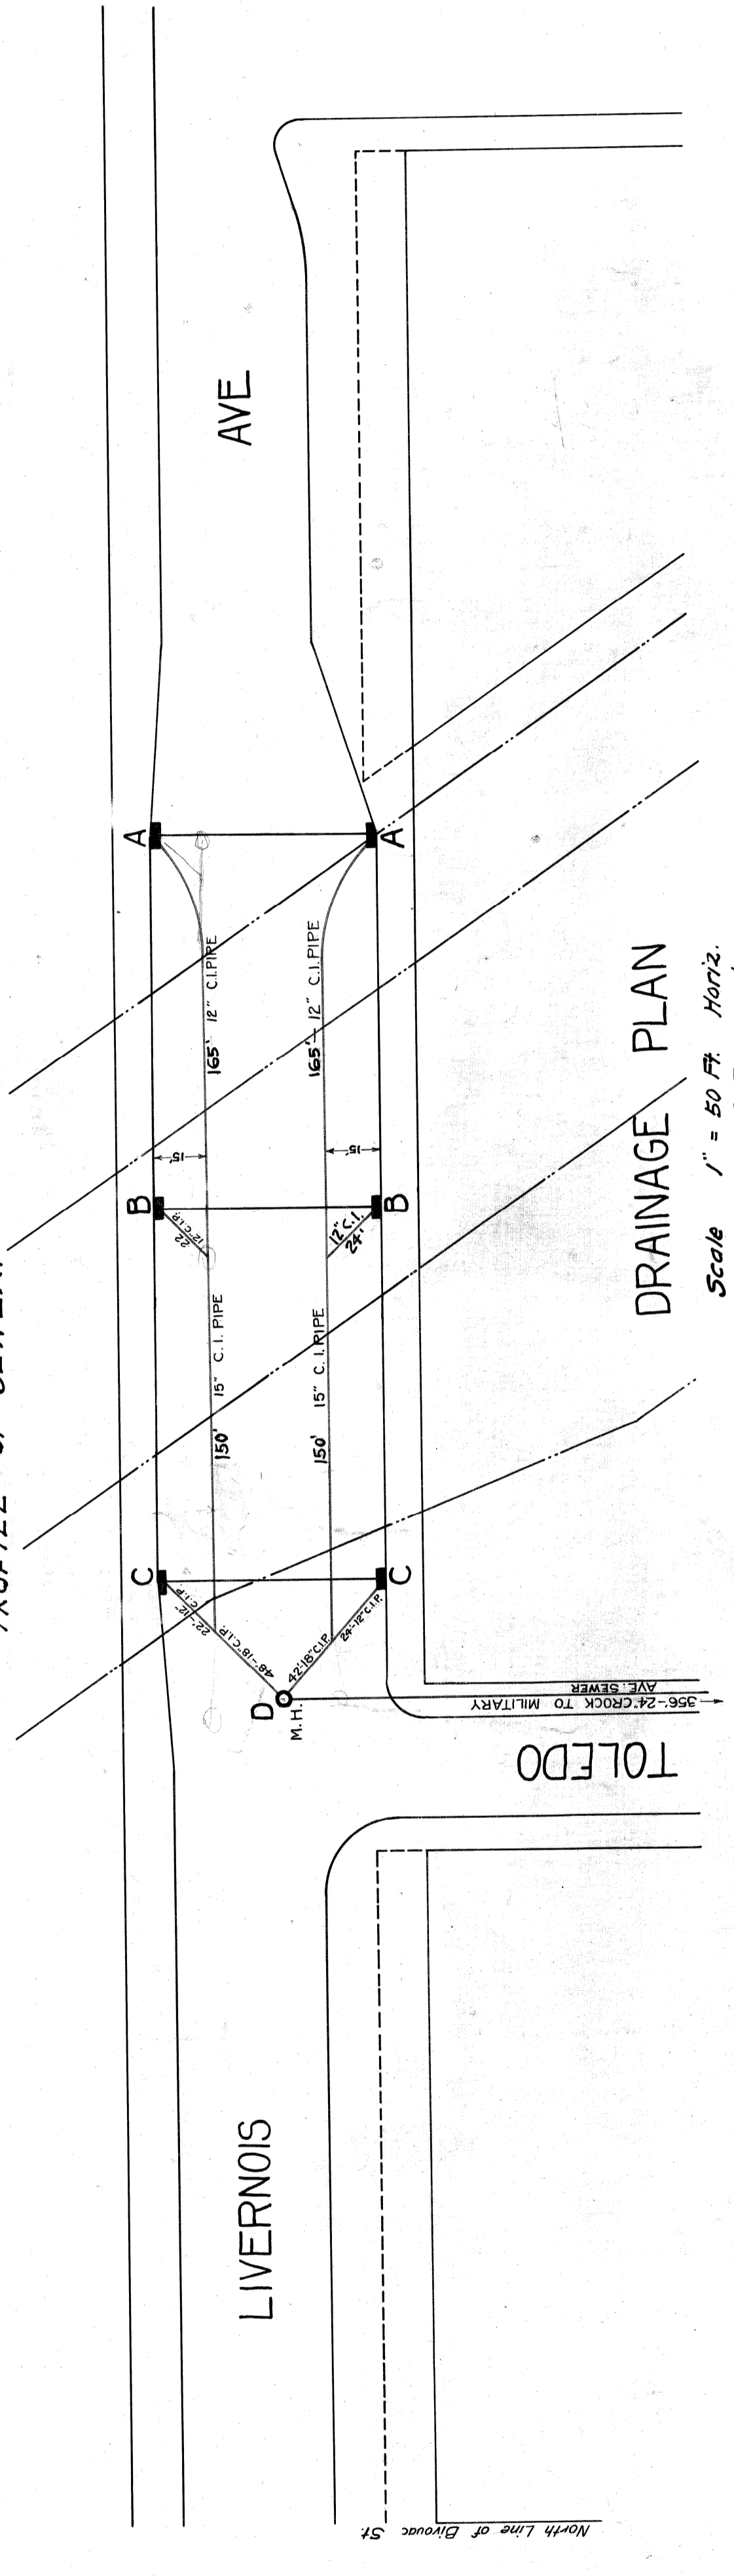 LIVERNOIS
AVE
TOLEDO
A
A
B
B
C
C
D
M.H.
165'-12" C.I.PIPE
165'-12" C.I.PIPE
15'
15'
22'
12" C.I.P.
12" C.I.
24'
150' 15" C.I. PIPE
150' 15" C.I. PIPE
22'-12" C.I.P.
48'-18" C.I.P.
42'-18" C.I.P.
24'-12" C.I.P.
356'-24" CROCK TO MILITARY
AVE. SEWER
North Line of Bivouac St.
DRAINAGE PLAN
Scale 1" = 50 Ft. Horiz.